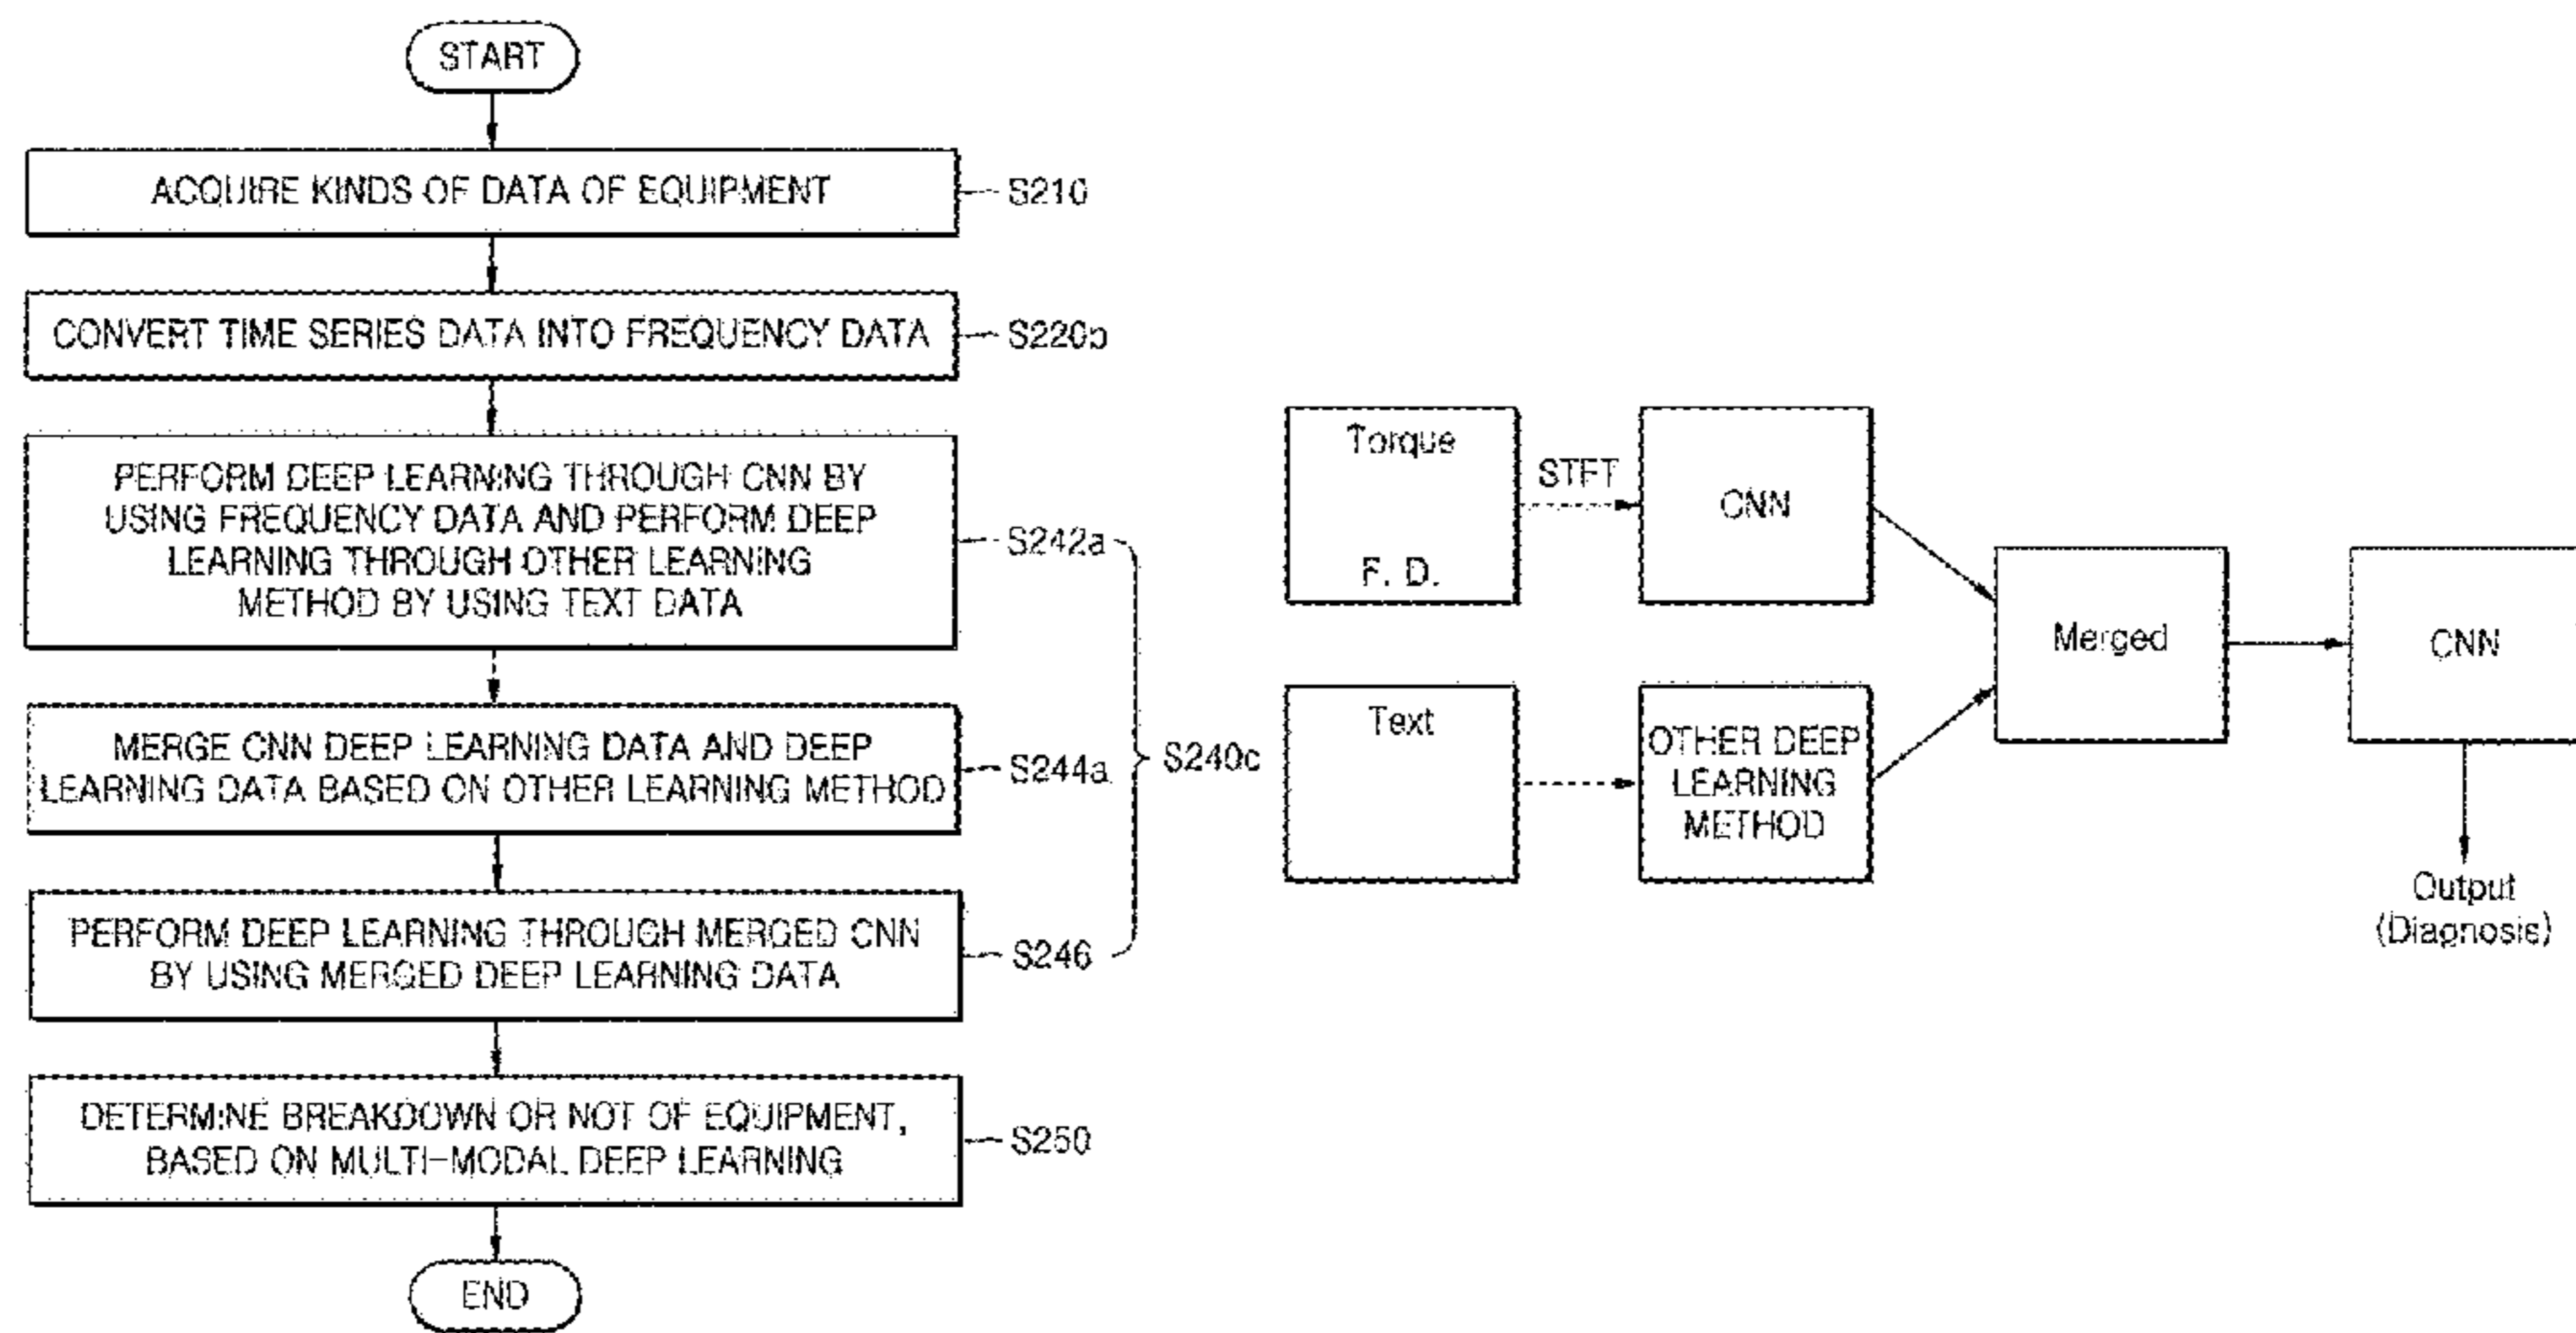 START
ACQUIRE KINDS OF DATA OF EQUIPMENT
S210
CONVERT TIME SERIES DATA INTO FREQUENCY DATA
S220b
PERFORM DEEP LEARNING THROUGH CNN BY
USING FREQUENCY DATA AND PERFORM DEEP
LEARNING THROUGH OTHER LEARNING
METHOD BY USING TEXT DATA
S242a
MERGE CNN DEEP LEARNING DATA AND DEEP
LEARNING DATA BASED ON OTHER LEARNING METHOD
S244a
S240c
PERFORM DEEP LEARNING THROUGH MERGED CNN
BY USING MERGED DEEP LEARNING DATA
S246
DETERMINE BREAKDOWN OR NOT OF EQUIPMENT,
BASED ON MULTI-MODAL DEEP LEARNING
S250
END
Torque
F. D.
STFT
CNN
Text
OTHER DEEP
LEARNING
METHOD
Merged
CNN
Output
(Diagnosis)